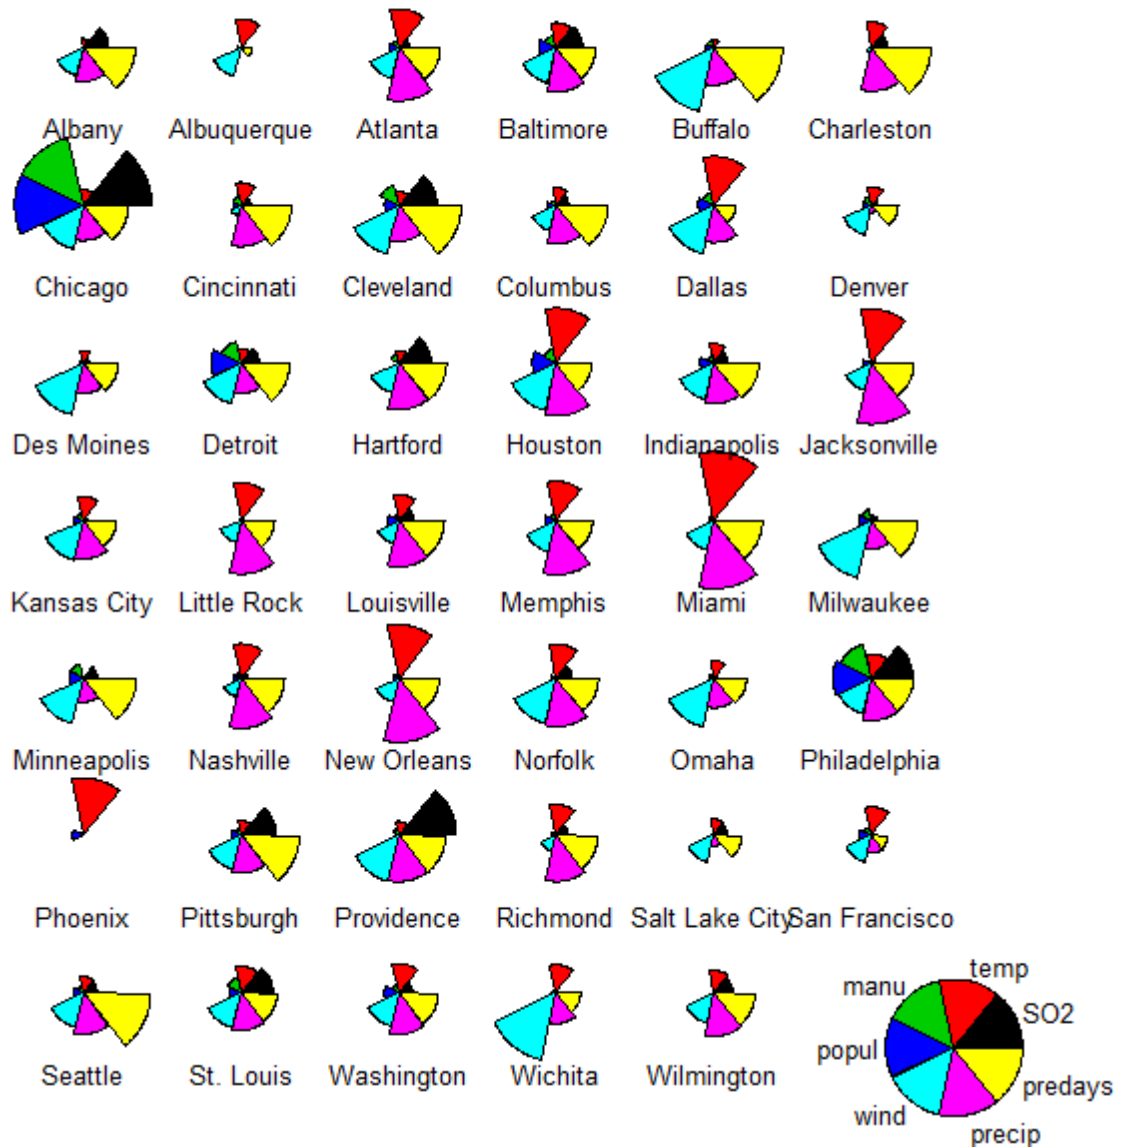 Albany Albuquerque Atlanta Baltimore Buffalo Charleston
Chicago Cincinnati Cleveland Columbus Dallas Denver
Des Moines Detroit Hartford Houston Indianapolis Jacksonville
Kansas City Little Rock Louisville Memphis Miami Milwaukee
Minneapolis Nashville New Orleans Norfolk Omaha Philadelphia
Phoenix Pittsburgh Providence Richmond Salt Lake City San Francisco
Seattle St. Louis Washington Wichita Wilmington
temp
manu
SO2
popul
predays
wind
precip